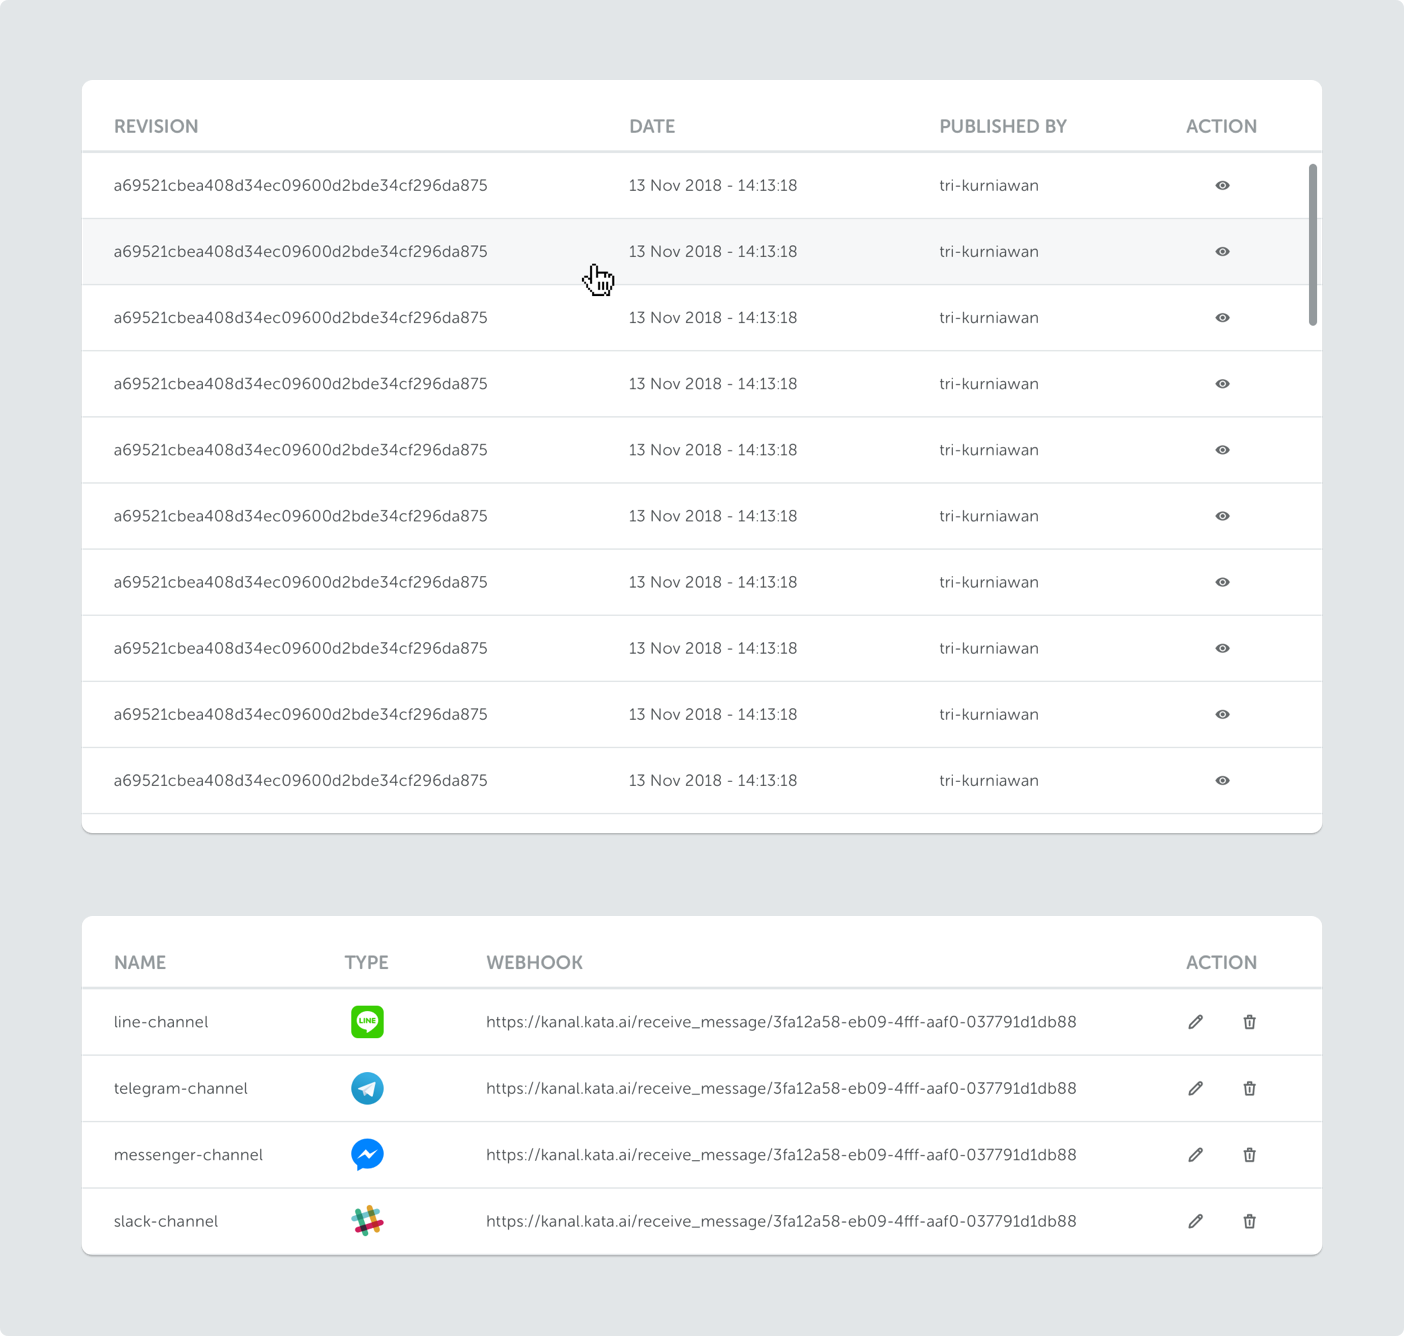 REVISION DATE PUBLISHED BY ACTION
a69521cbea408d34ec09600d2bde34cf296da875 13 Nov 2018 - 14:13:18 tri-kurniawan
a69521cbea408d34ec09600d2bde34cf296da875 13 Nov 2018 - 14:13:18 tri-kurniawan
a69521cbea408d34ec09600d2bde34cf296da875 13 Nov 2018 - 14:13:18 tri-kurniawan
a69521cbea408d34ec09600d2bde34cf296da875 13 Nov 2018 - 14:13:18 tri-kurniawan
a69521cbea408d34ec09600d2bde34cf296da875 13 Nov 2018 - 14:13:18 tri-kurniawan
a69521cbea408d34ec09600d2bde34cf296da875 13 Nov 2018 - 14:13:18 tri-kurniawan
a69521cbea408d34ec09600d2bde34cf296da875 13 Nov 2018 - 14:13:18 tri-kurniawan
a69521cbea408d34ec09600d2bde34cf296da875 13 Nov 2018 - 14:13:18 tri-kurniawan
a69521cbea408d34ec09600d2bde34cf296da875 13 Nov 2018 - 14:13:18 tri-kurniawan
a69521cbea408d34ec09600d2bde34cf296da875 13 Nov 2018 - 14:13:18 tri-kurniawan
NAME TYPE WEBHOOK ACTION
line-channel LINE https://kanal.kata.ai/receive_message/3fa12a58-eb09-4fff-aaf0-037791d1db88
telegram-channel https://kanal.kata.ai/receive_message/3fa12a58-eb09-4fff-aaf0-037791d1db88
messenger-channel https://kanal.kata.ai/receive_message/3fa12a58-eb09-4fff-aaf0-037791d1db88
slack-channel https://kanal.kata.ai/receive_message/3fa12a58-eb09-4fff-aaf0-037791d1db88